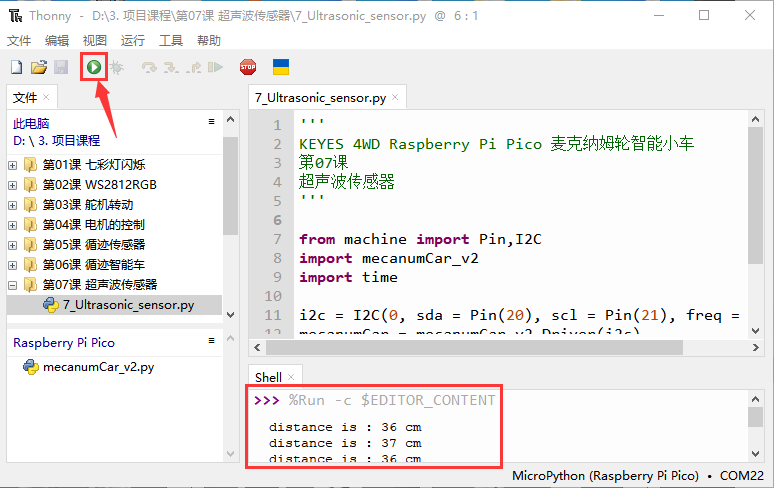 Thonny - D:\3. 项目课程\第07课 超声波传感器\7_Ultrasonic_sensor.py @ 6 : 1
文件 编辑 视图 运行 工具 帮助
STOP
文件 ×
此电脑
D: \ 3. 项目课程
第01课 七彩灯闪烁
第02课 WS2812RGB
第03课 舵机转动
第04课 电机的控制
第05课 循迹传感器
第06课 循迹智能车
第07课 超声波传感器
7_Ultrasonic_sensor.py
Raspberry Pi Pico
mecanumCar_v2.py
7_Ultrasonic_sensor.py ×
1 '''
2 KEYES 4WD Raspberry Pi Pico 麦克纳姆轮智能小车
3 第07课
4 超声波传感器
5 '''
6
7 from machine import Pin,I2C
8 import mecanumCar_v2
9 import time
10
11 i2c = I2C(0, sda = Pin(20), scl = Pin(21), freq =
12 mecanumCar = mecanumCar_v2.Driver(i2c)
Shell ×
>>> %Run -c $EDITOR_CONTENT
distance is : 36 cm
distance is : 37 cm
distance is : 36 cm
MicroPython (Raspberry Pi Pico) • COM22